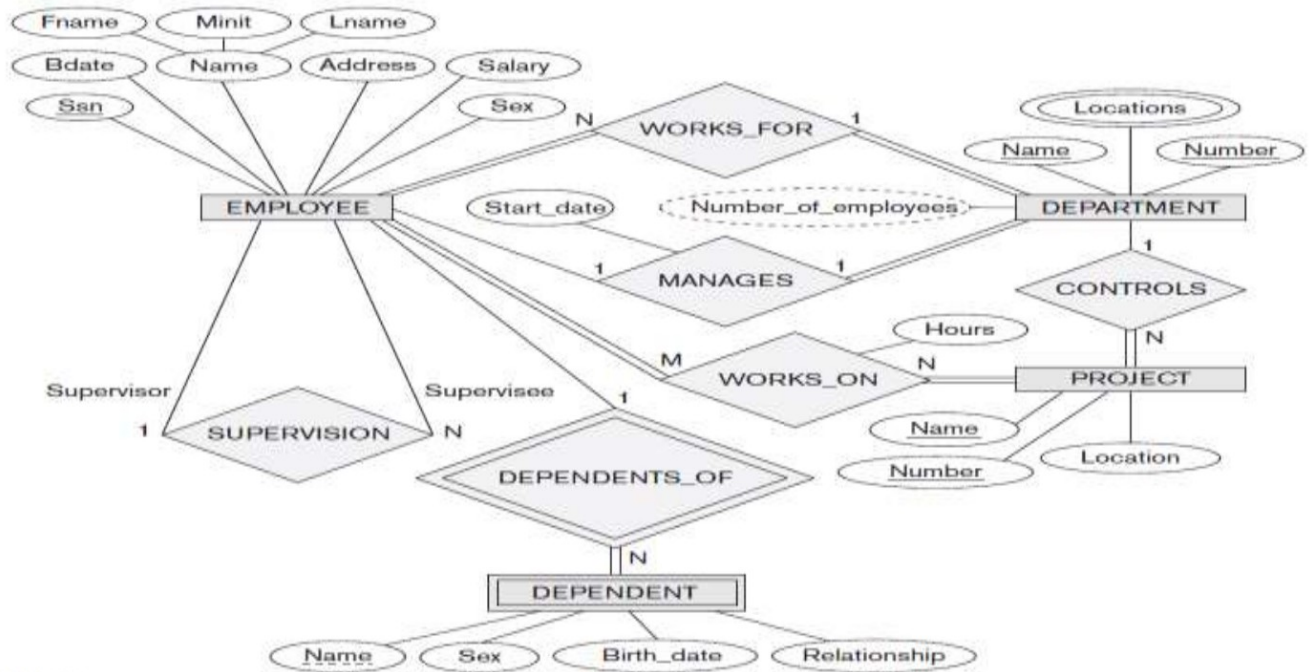 Fname Minit Lname
Bdate Name Address Salary
Ssn Sex
N WORKS_FOR 1
Locations
Name Number
EMPLOYEE Start_date Number_of_employees DEPARTMENT
1 MANAGES 1
1
CONTROLS
N
Hours
M WORKS_ON N PROJECT
Supervisor Supervisee
1 SUPERVISION N
1
Name
Number Location
DEPENDENTS_OF
N
DEPENDENT
Name Sex Birth_date Relationship